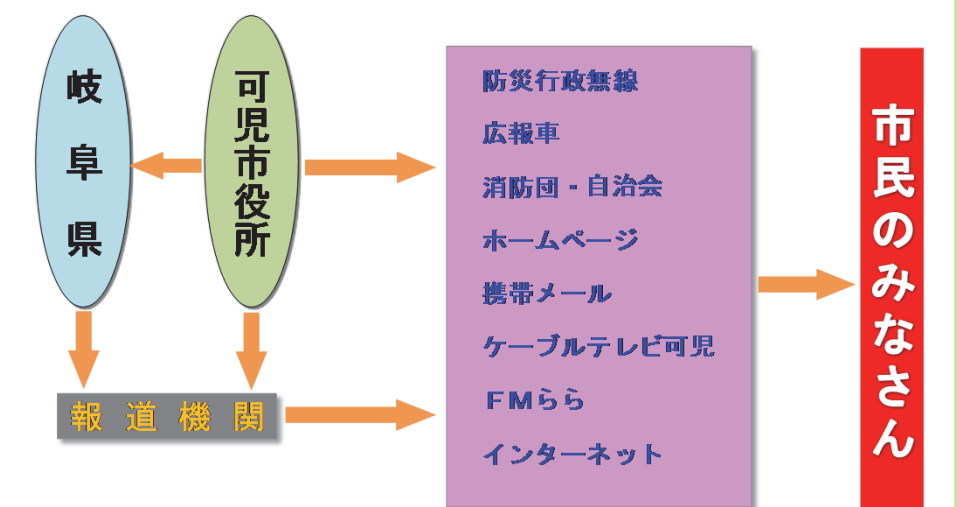 岐阜県
可児市役所
報道機関
防災行政無線
広報車
消防団・自治会
ホームページ
携帯メール
ケーブルテレビ可児
FMらら
インターネット
市民のみなさん